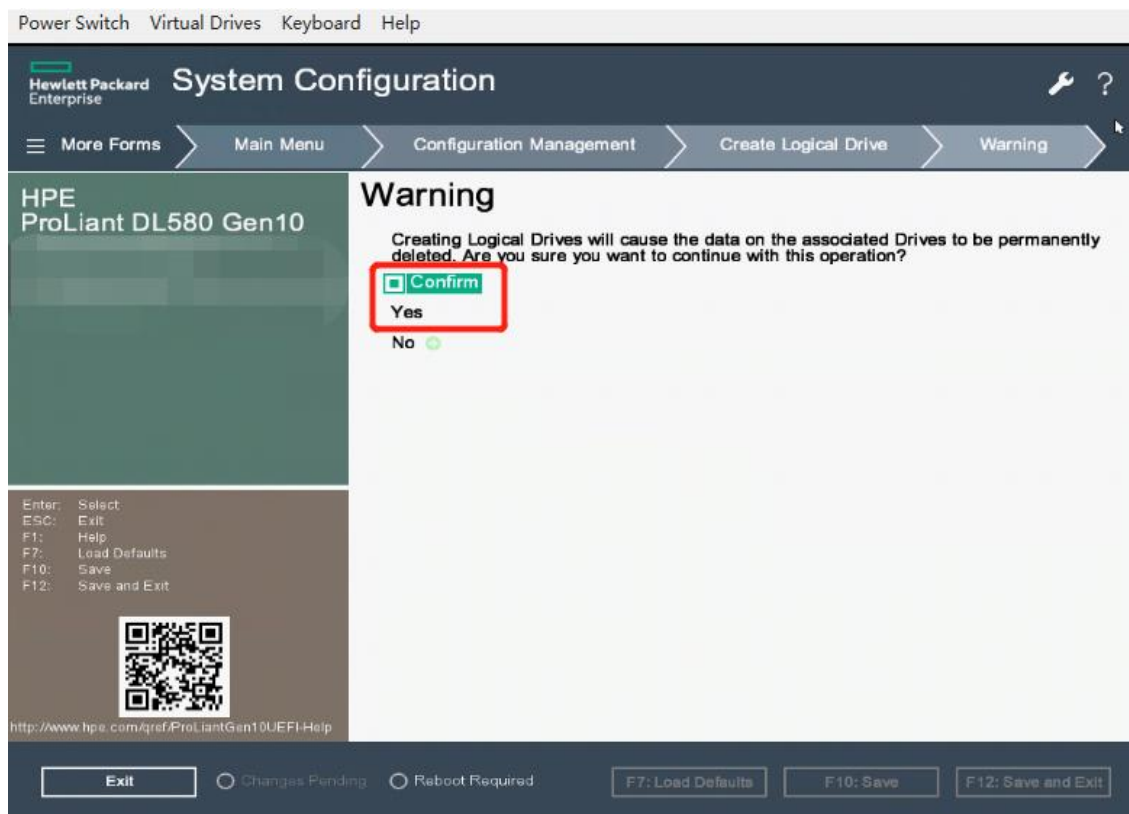 Power Switch Virtual Drives Keyboard Help
Hewlett Packard
Enterprise
System Configuration
?
More Forms
Main Menu
Configuration Management
Create Logical Drive
Warning
HPE
ProLiant DL580 Gen10
Warning
Creating Logical Drives will cause the data on the associated Drives to be permanently
deleted. Are you sure you want to continue with this operation?
Confirm
Yes
No
Enter: Select
ESC: Exit
F1: Help
F7: Load Defaults
F10: Save
F12: Save and Exit
http://www.hpe.com/qref/ProLiantGen10UEFI-Help
Exit
Changes Pending
Reboot Required
F7: Load Defaults
F10: Save
F12: Save and Exit